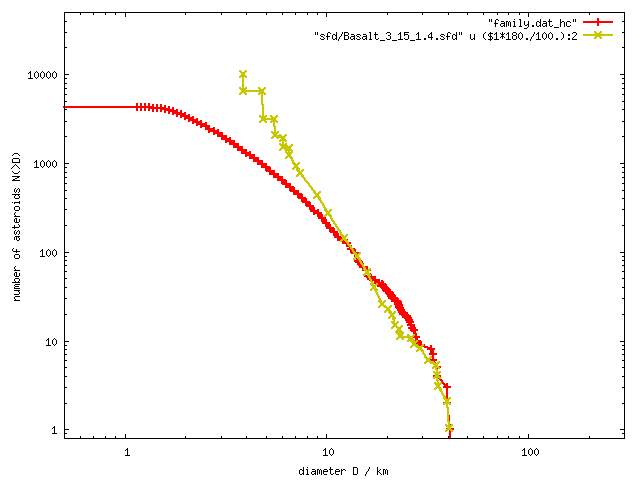 "family.dat_hc"
"sfd/Basalt_3_15_1.4.sfd" u ($1*180./100.):2
10000
1000
100
10
1
number of asteroids N(>D)
1 10 100
diameter D / km